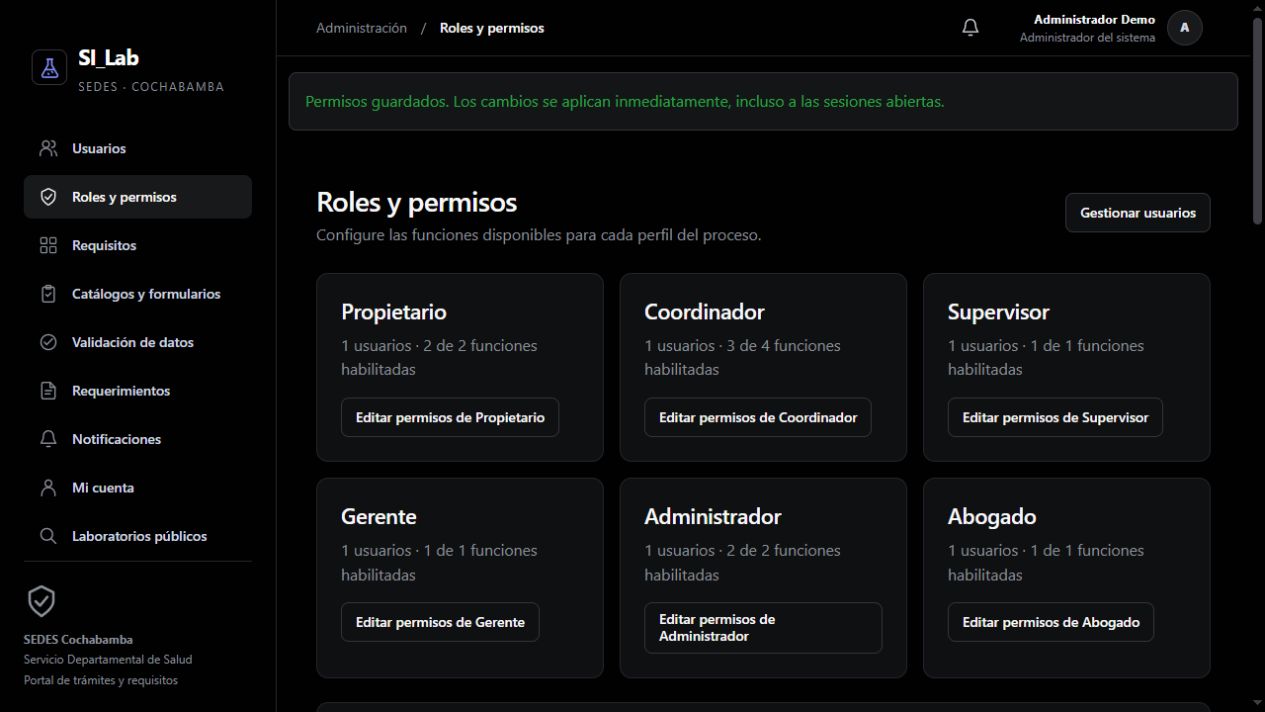 SI_Lab
SEDES - COCHABAMBA
Usuarios
Roles y permisos
Requisitos
Catálogos y formularios
Validación de datos
Requerimientos
Notificaciones
Mi cuenta
Laboratorios públicos
SEDES Cochabamba
Servicio Departamental de Salud
Portal de trámites y requisitos
Administración / Roles y permisos
Administrador Demo
Administrador del sistema
A
Permisos guardados. Los cambios se aplican inmediatamente, incluso a las sesiones abiertas.
Roles y permisos
Configure las funciones disponibles para cada perfil del proceso.
Gestionar usuarios
Propietario
1 usuarios · 2 de 2 funciones
habilitadas
Editar permisos de Propietario
Coordinador
1 usuarios · 3 de 4 funciones
habilitadas
Editar permisos de Coordinador
Supervisor
1 usuarios · 1 de 1 funciones
habilitadas
Editar permisos de Supervisor
Gerente
1 usuarios · 1 de 1 funciones
habilitadas
Editar permisos de Gerente
Administrador
1 usuarios · 2 de 2 funciones
habilitadas
Editar permisos de
Administrador
Abogado
1 usuarios · 1 de 1 funciones
habilitadas
Editar permisos de Abogado